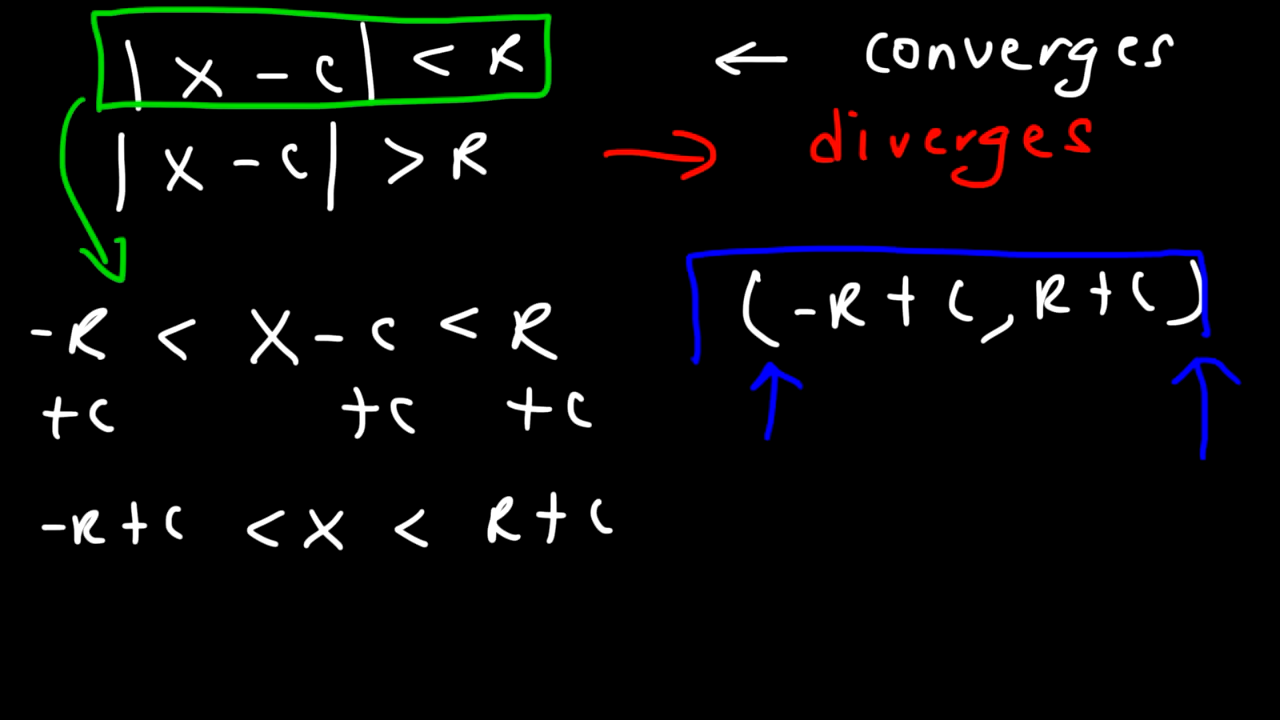 |x - c| < R ← converges
|x - c| > R → diverges
-R < x - c < R
(-R + c, R + c)
+c +c +c
-R + c < x < R + c